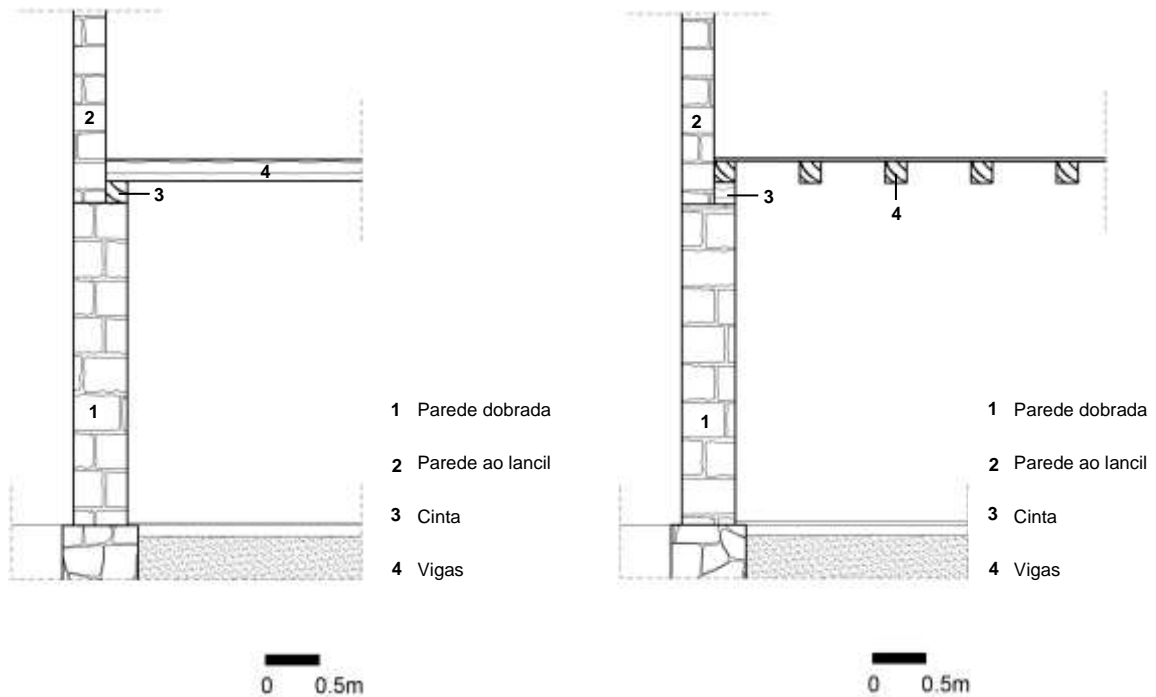 2
4
3
1
1 Parede dobrada
2 Parede ao lancil
3 Cinta
4 Vigas
0 0.5m
2
3
4
1
1 Parede dobrada
2 Parede ao lancil
3 Cinta
4 Vigas
0 0.5m